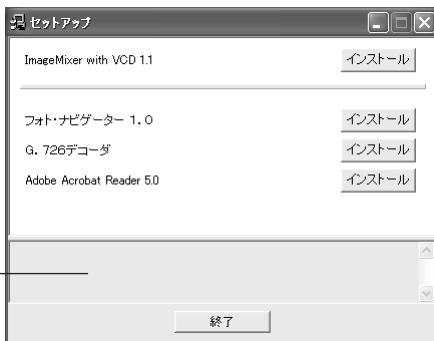 セットアップ
ImageMixer with VCD 1.1 インストール
フォト・ナビゲーター 1.0 インストール
G. 726デコーダ インストール
Adobe Acrobat Reader 5.0 インストール
終了